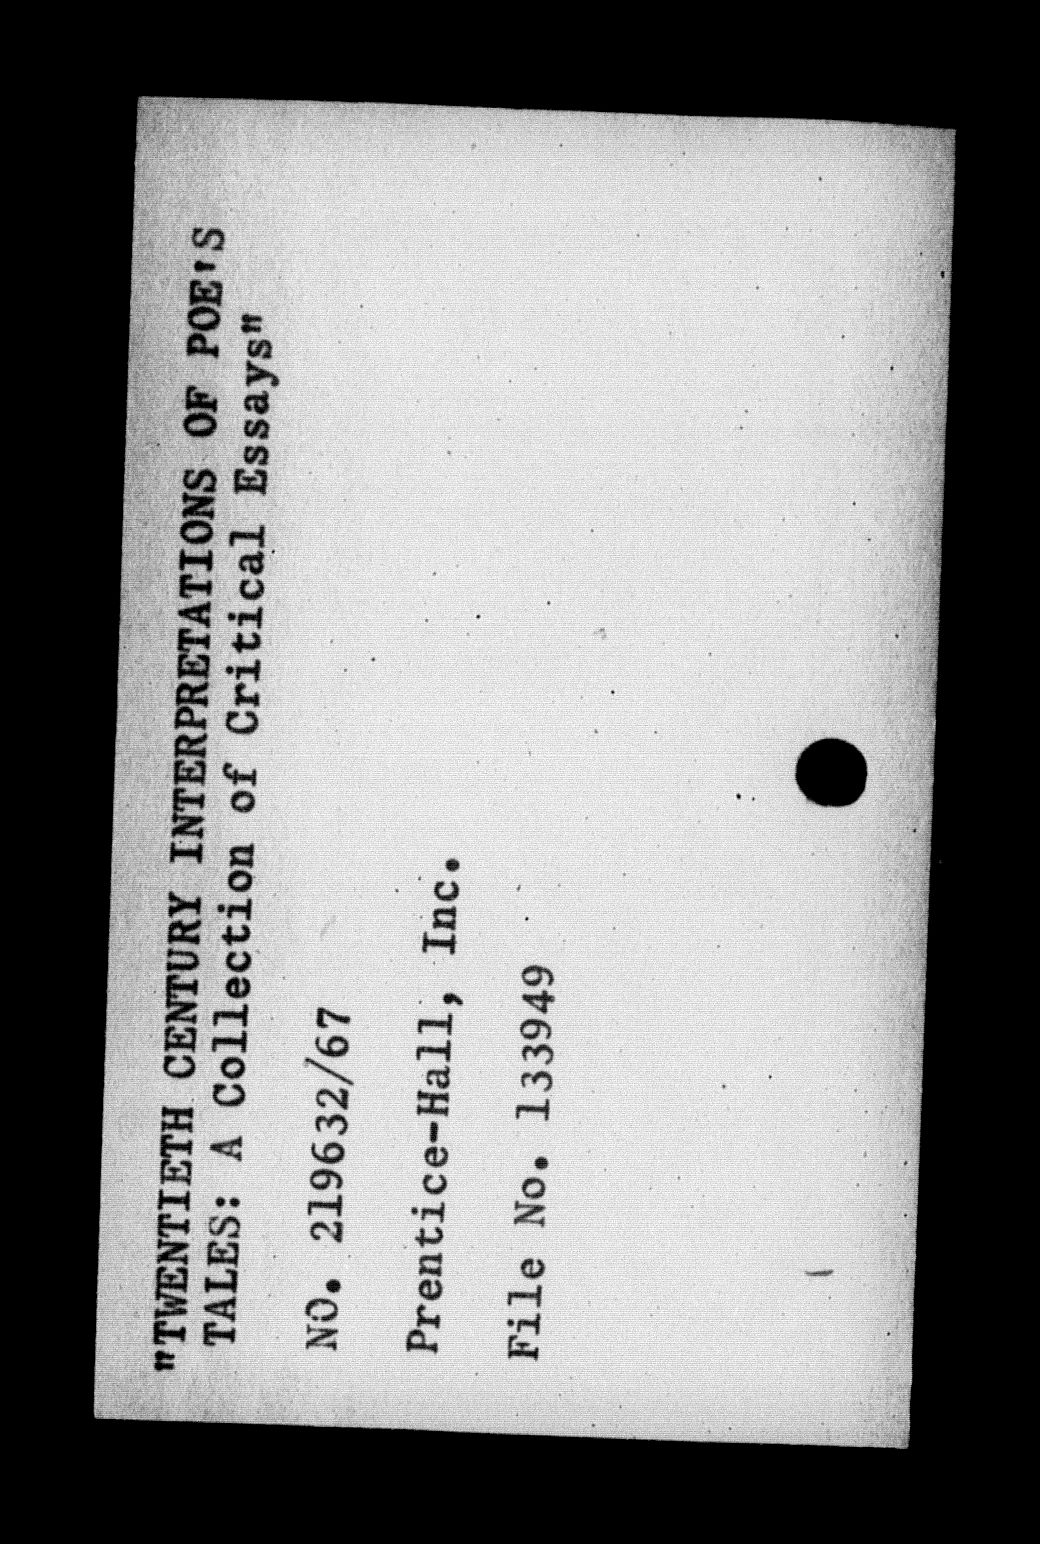 "TWENTIETH CENTURY INTERPRETATIONS OF POE'S
TALES: A Collection of Critical Essays"
NO. 219632/67
Prentice-Hall, Inc.
File No. 133949